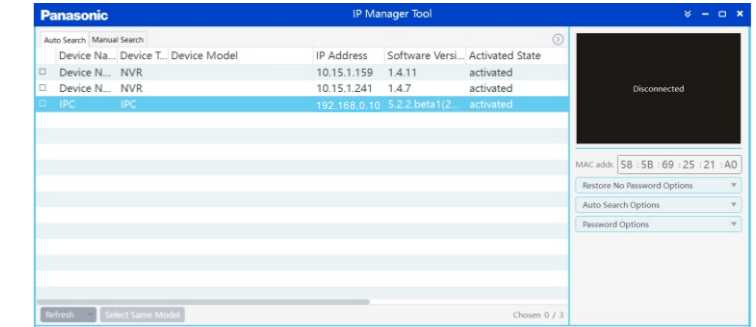 Panasonic IP Manager Tool
Auto Search Manual Search
Device Na... Device T... Device Model IP Address Software Versi... Activated State
Device N... NVR 10.15.1.159 1.4.11 activated
Device N... NVR 10.15.1.241 1.4.7 activated
IPC IPC 192.168.0.10 5.2.2.beta1(2... activated
Refresh Select Same Model Chosen 0 / 3
Disconnected
MAC addr. 58 : 5B : 69 : 25 : 21 : A0
Restore No Password Options
Auto Search Options
Password Options